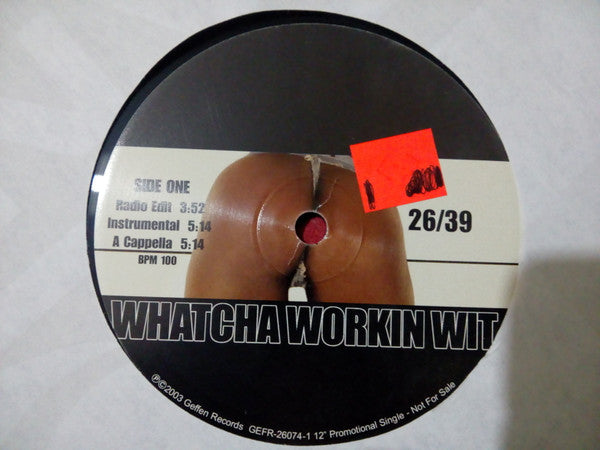 SIDE ONE
Radio Edit 3:52
Instrumental 5:14
A Cappella 5:14
BPM 100
26/39
WHATCHA WORKIN WIT
℗©2003 Geffen Records GEFR-26074-1 12" Promotional Single - Not For Sale